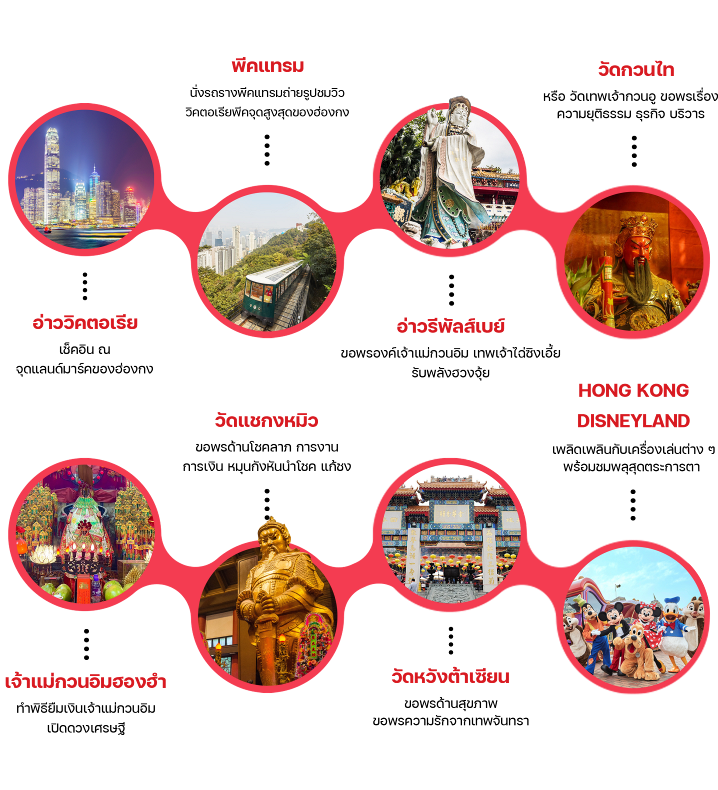 พีคแทรม
นั่งรถรางพีคแทรมถ่ายรูปชมวิว
วิคตอเรียพีคจุดสูงสุดของฮ่องกง
วัดกวนไท
หรือ วัดเทพเจ้ากวนอู ขอพรเรื่อง
ความยุติธรรม ธุรกิจ บริวาร
อ่าววิคตอเรีย
เช็คอิน ณ
จุดแลนด์มาร์คของฮ่องกง
อ่าวรีพัลส์เบย์
ขอพรองค์เจ้าแม่กวนอิม เทพเจ้าไฉ่ซิงเอี้ย
รับพลังฮวงจุ้ย
วัดแชกงหมิว
ขอพรด้านโชคลาภ การงาน
การเงิน หมุนกังหันนำโชค แก้ชง
HONG KONG
DISNEYLAND
เพลิดเพลินกับเครื่องเล่นต่าง ๆ
พร้อมชมพลุสุดตระการตา
เจ้าแม่กวนอิมฮองฮำ
ทำพิธียืมเงินเจ้าแม่กวนอิม
เปิดดวงเศรษฐี
วัดหวังต้าเซียน
ขอพรด้านสุขภาพ
ขอพรความรักจากเทพจันทรา